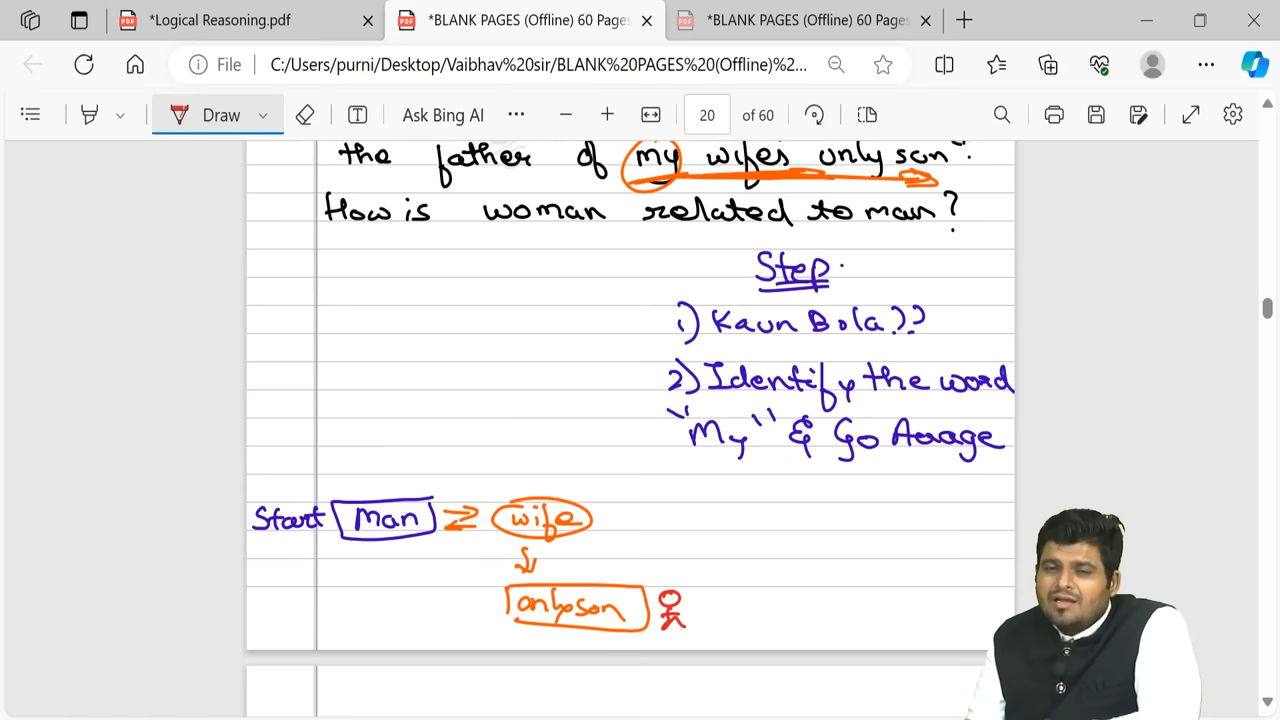 *Logical Reasoning.pdf
*BLANK PAGES (Offline) 60 Pages
*BLANK PAGES (Offline) 60 Pages
File
C:/Users/purni/Desktop/Vaibhav%20sir/BLANK%20PAGES%20(Offline)%2...
Draw
Ask Bing AI
20 of 60
the father of my wifes only son".
How is woman related to man?
Step
1) Kaun Bola??
2) Identify the word
"My" & Go Aaage
Start Man ⇄ wife
only son